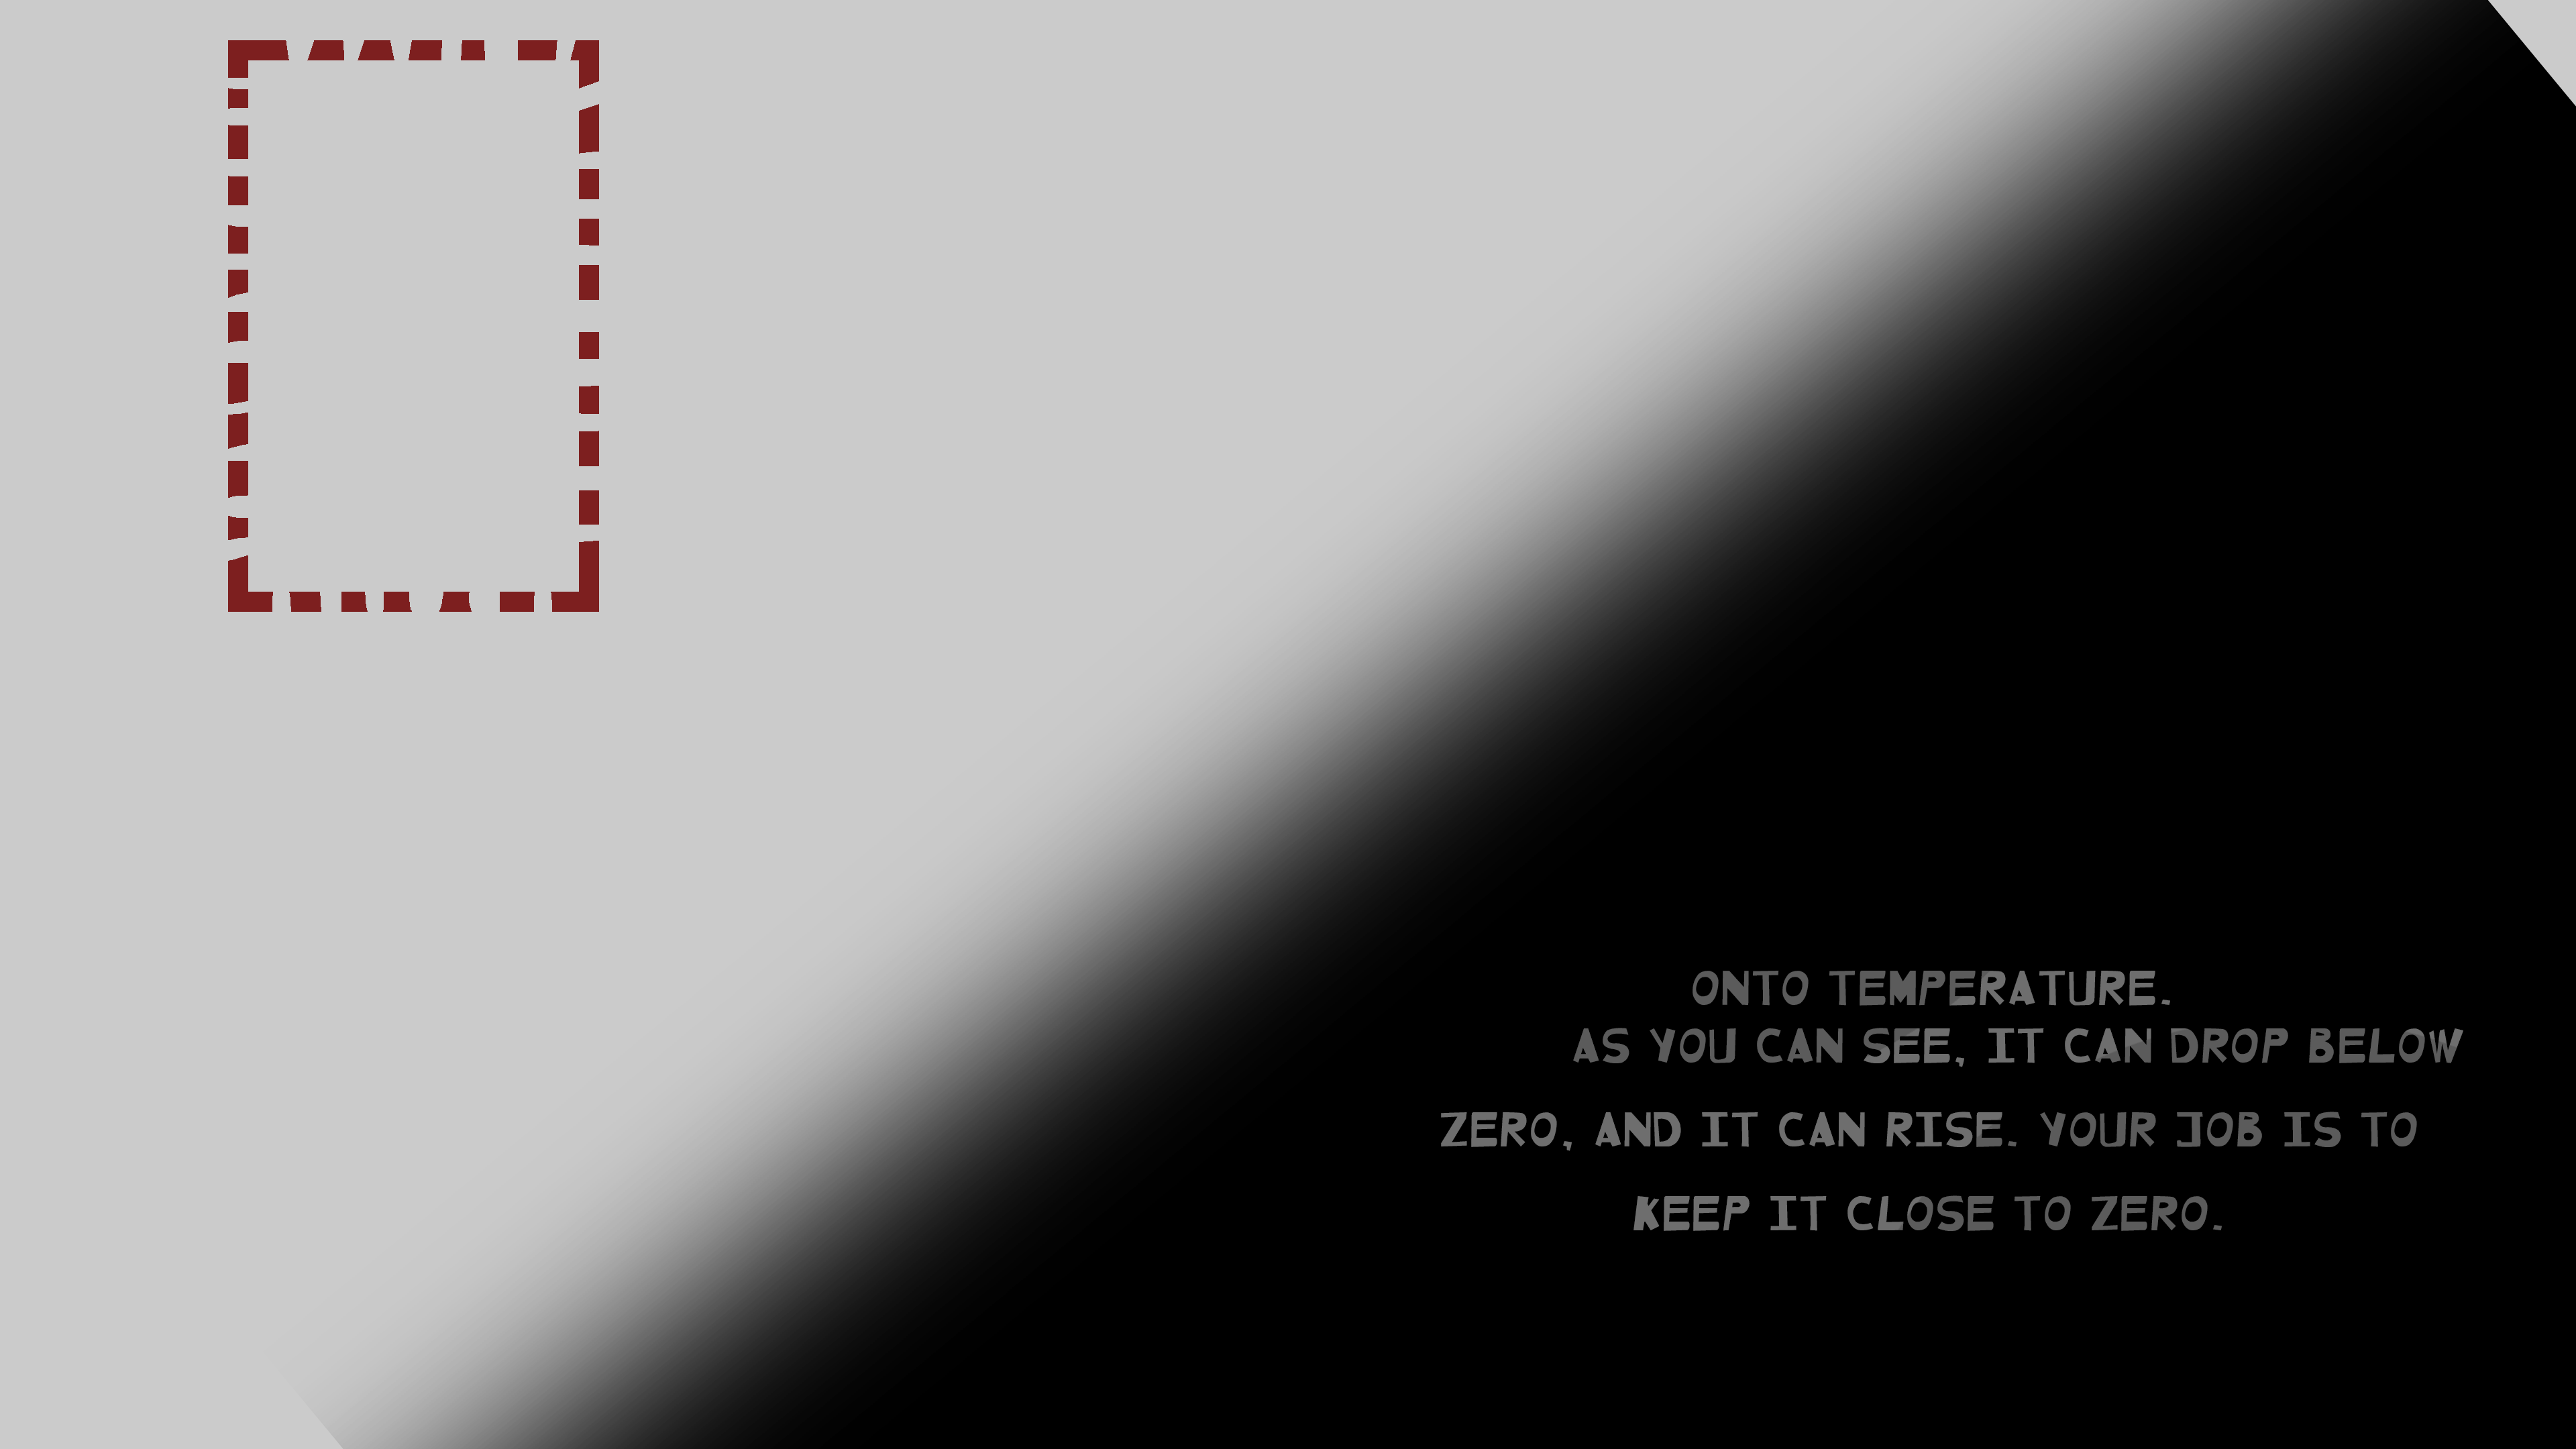 ONTO TEMPERATURE.
AS YOU CAN SEE, IT CAN DROP BELOW
ZERO, AND IT CAN RISE. YOUR JOB IS TO
KEEP IT CLOSE TO ZERO.